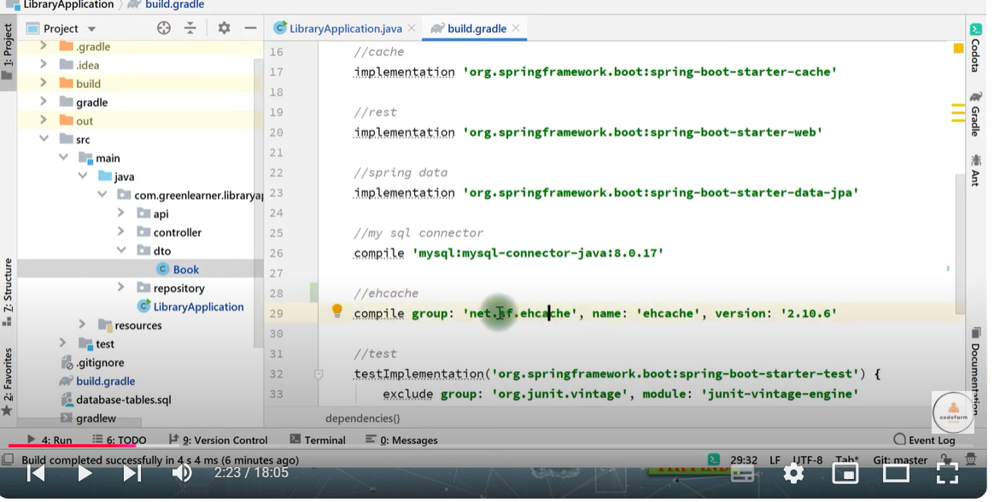 LibraryApplication build.gradle
1: Project
Project
LibraryApplication.java
build.gradle
.gradle
.idea
build
gradle
out
src
main
java
com.greenlearner.libraryap
api
controller
dto
Book
repository
LibraryApplication
resources
test
.gitignore
build.gradle
database-tables.sql
gradlew
7: Structure
2: Favorites
16 //cache
17 implementation 'org.springframework.boot:spring-boot-starter-cache'
18
19 //rest
20 implementation 'org.springframework.boot:spring-boot-starter-web'
21
22 //spring data
23 implementation 'org.springframework.boot:spring-boot-starter-data-jpa'
24
25 //my sql connector
26 compile 'mysql:mysql-connector-java:8.0.17'
27
28 //ehcache
29 compile group: 'net.sf.ehcache', name: 'ehcache', version: '2.10.6'
30
31 //test
32 testImplementation('org.springframework.boot:spring-boot-starter-test') {
33 exclude group: 'org.junit.vintage', module: 'junit-vintage-engine'
dependencies{}
Codota
Gradle
Ant
Documentation
4: Run 6: TODO 9: Version Control Terminal 0: Messages Event Log
Build completed successfully in 4 s 4 ms (6 minutes ago) 29:32 LF UTF-8 Tab* Git: master
2:23 / 18:05